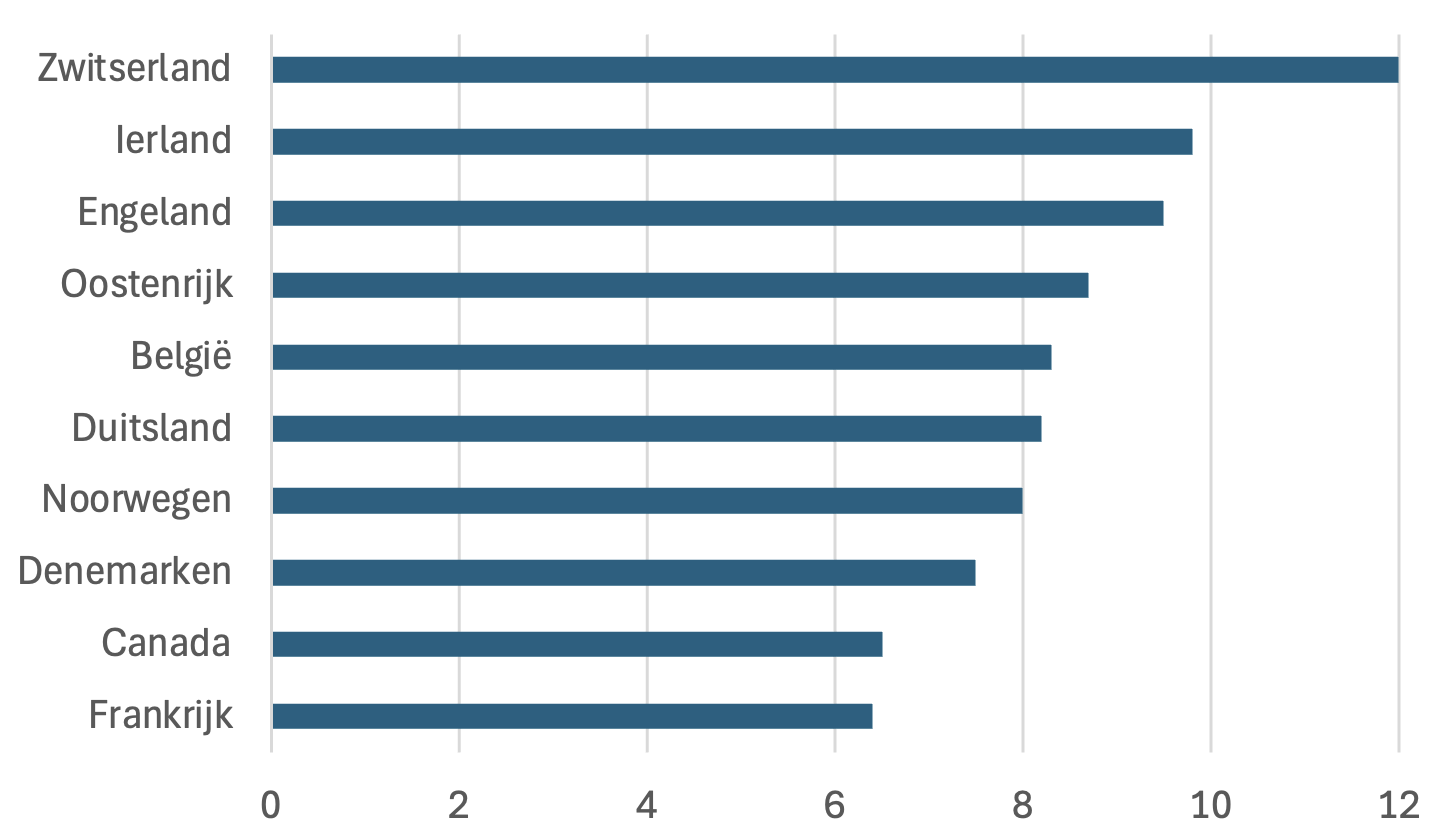 Zwitserland
Ierland
Engeland
Oostenrijk
België
Duitsland
Noorwegen
Denemarken
Canada
Frankrijk
0 2 4 6 8 10 12